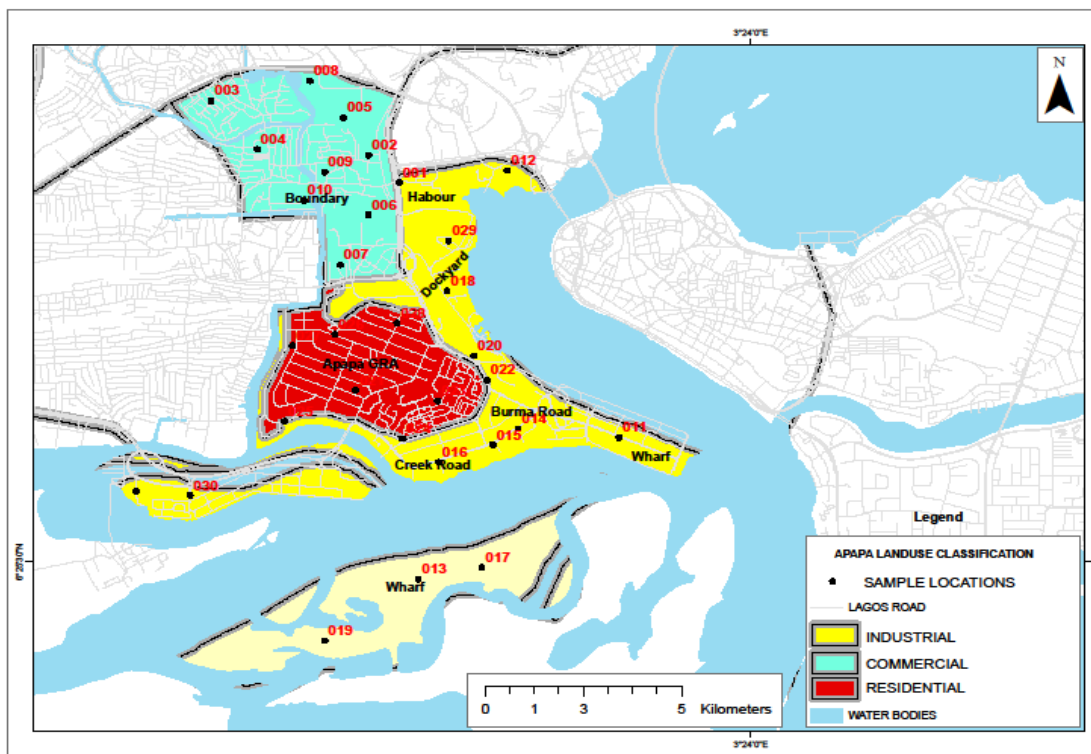 3°24'0"E
N
008
003
005
004
002
009
012
001
010
Boundary
Habour
006
029
007
Dockyard
018
020
Apapa GRA
022
Burma Road
014
011
015
016
Creek Road
Wharf
030
Legend
017
013
Wharf
019
APAPA LANDUSE CLASSIFICATION
SAMPLE LOCATIONS
LAGOS ROAD
INDUSTRIAL
COMMERCIAL
RESIDENTIAL
WATER BODIES
0 1 3 5 Kilometers
3°24'0"E